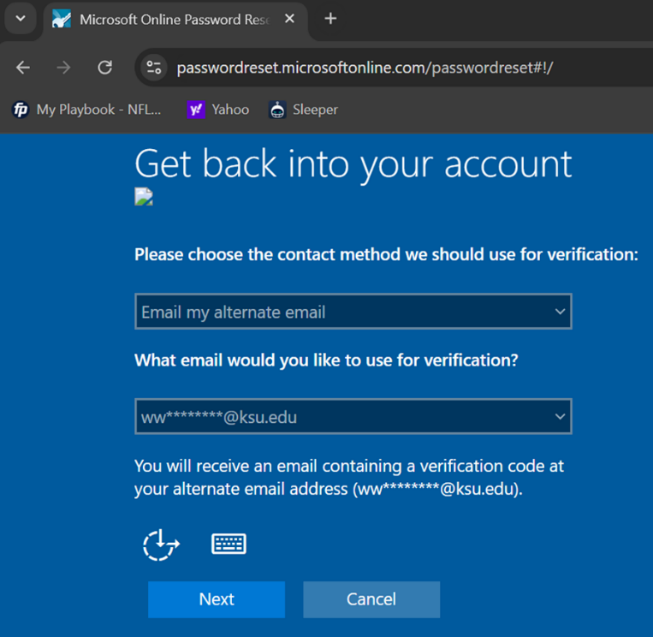 Microsoft Online Password Res
passwordreset.microsoftonline.com/passwordreset#!/
fp My Playbook - NFL... y! Yahoo Sleeper
Get back into your account
Please choose the contact method we should use for verification:
Email my alternate email
What email would you like to use for verification?
ww********@ksu.edu
You will receive an email containing a verification code at
your alternate email address (ww********@ksu.edu).
Next Cancel